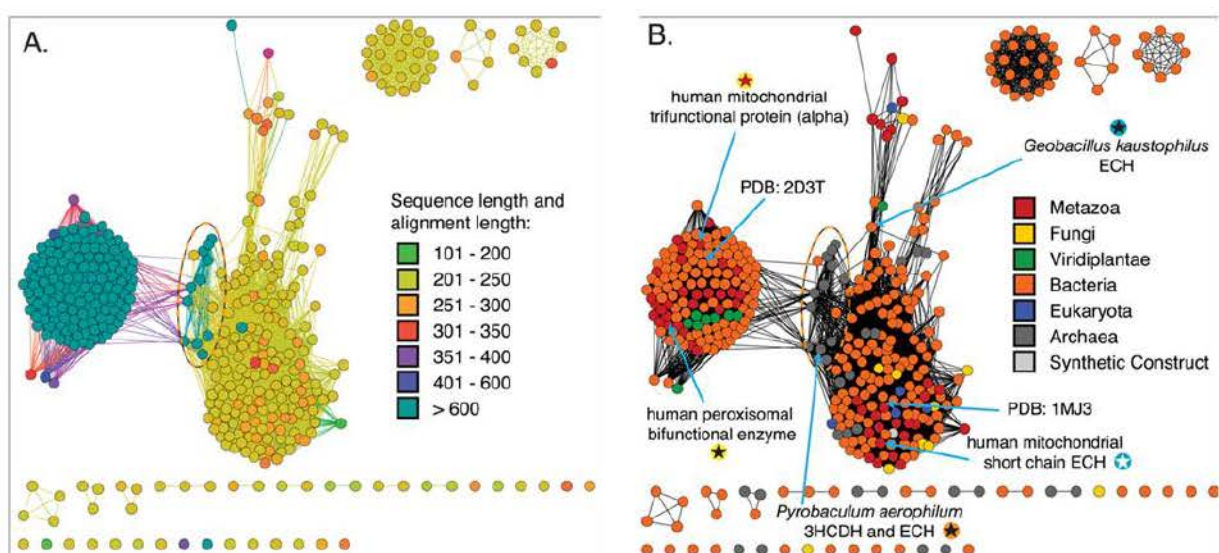 A.
Sequence length and
alignment length:
101 - 200
201 - 250
251 - 300
301 - 350
351 - 400
401 - 600
> 600
B.
human mitochondrial
trifunctional protein (alpha)
PDB: 2D3T
Geobacillus kaustophilus
ECH
Metazoa
Fungi
Viridiplantae
Bacteria
Eukaryota
Archaea
Synthetic Construct
human peroxisomal
bifunctional enzyme
PDB: 1MJ3
human mitochondrial
short chain ECH
Pyrobaculum aerophilum
3HCDH and ECH